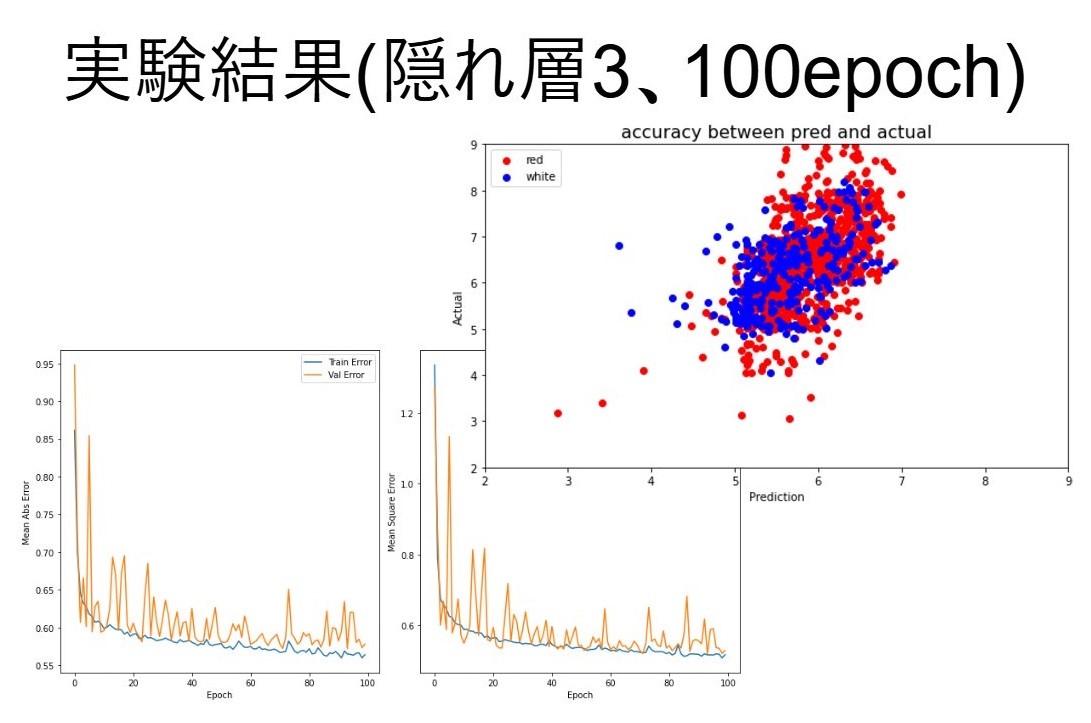 実験結果(隠れ層3、100epoch)
accuracy between pred and actual
red
white
9
8
7
6
5
4
3
2
Actual
2 3 4 5 6 7 8 9
Prediction
Train Error
Val Error
0.95
0.90
0.85
0.80
0.75
0.70
0.65
0.60
0.55
Mean Abs Error
0 20 40 60 80 100
Epoch
1.2
1.0
0.8
0.6
Mean Square Error
0 20 40 60 80 100
Epoch